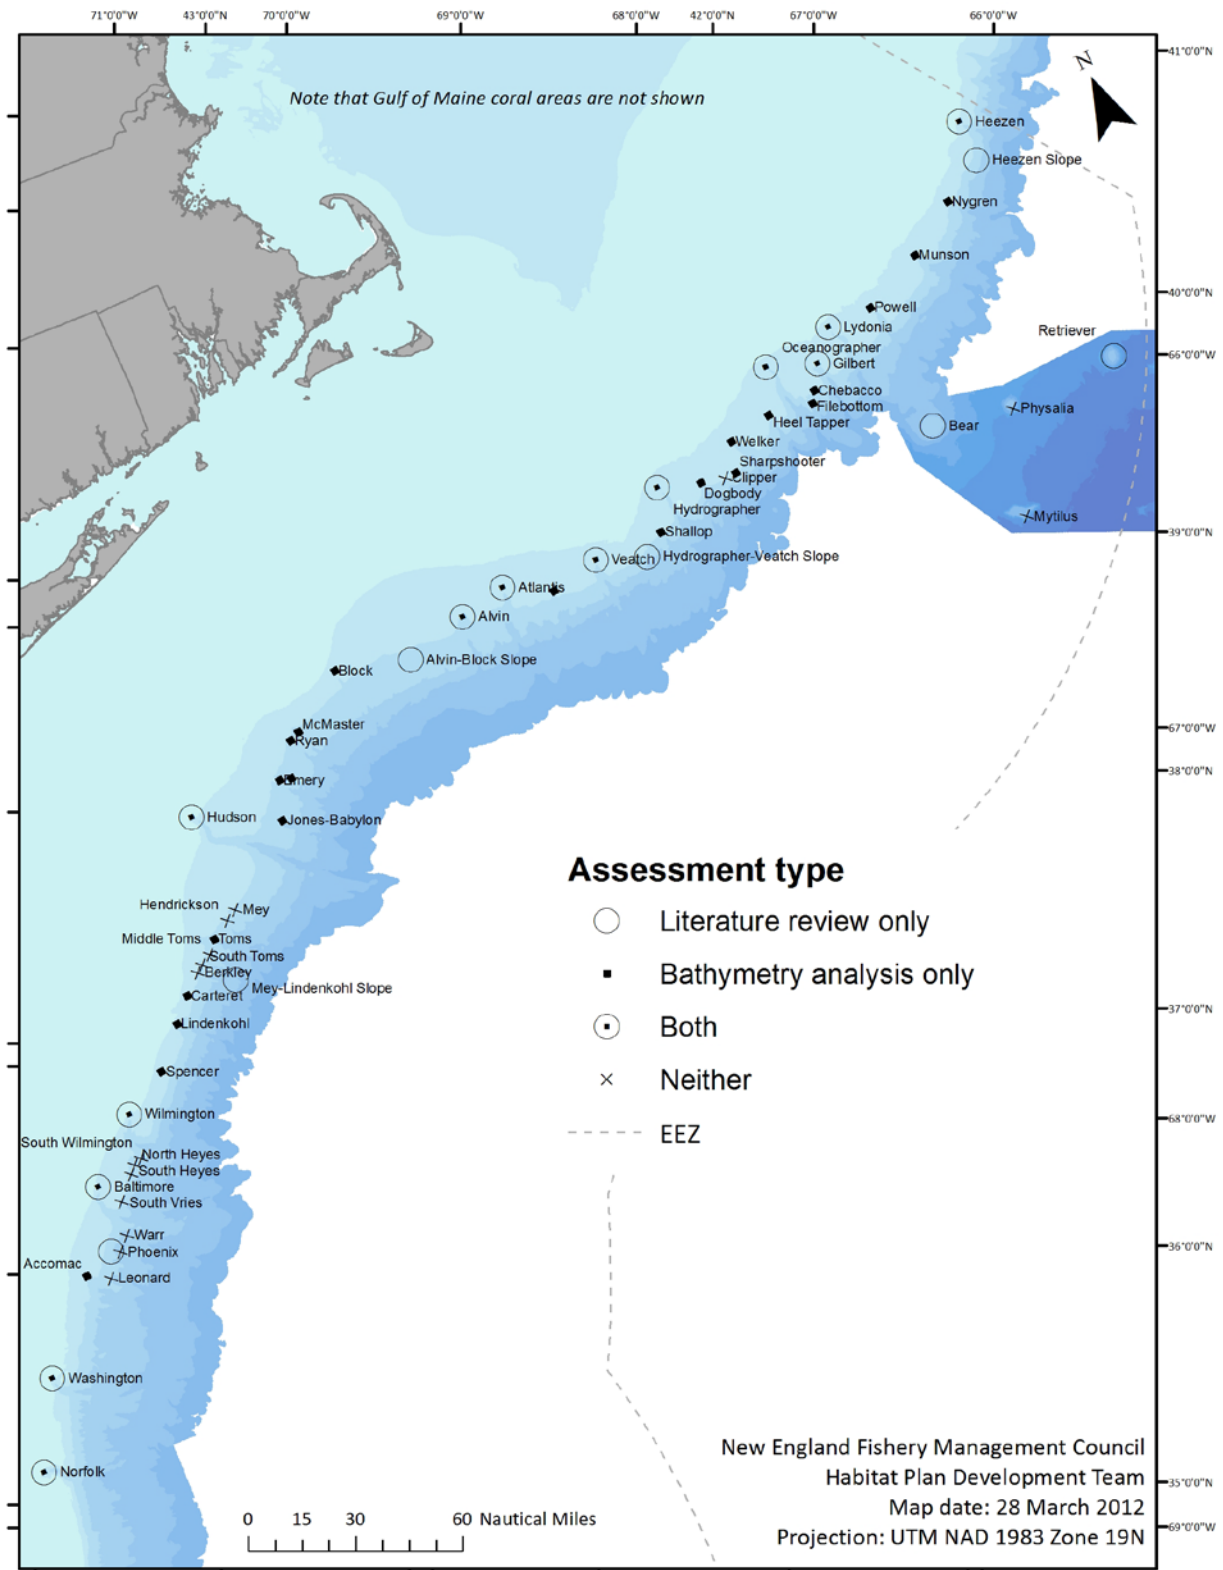 71°0'0"W 43°0'0"W 70°0'0"W 69°0'0"W 68°0'0"W 42°0'0"W 67°0'0"W 66°0'0"W
41°0'0"N
N
Note that Gulf of Maine coral areas are not shown
Heezen
Heezen Slope
Nygren
Munson
40°0'0"N
Powell
Lydonia
Retriever
Oceanographer
66°0'0"W
Gilbert
Chebacco
Filebottom
Physalia
Heel Tapper
Bear
Welker
Sharpshooter
Clipper
Dogbody
Hydrographer
Mytilus
Shallop
39°0'0"N
Veatch
Hydrographer-Veatch Slope
Atlantis
Alvin
Alvin-Block Slope
Block
McMaster
67°0'0"W
Ryan
38°0'0"N
Emery
Hudson
Jones-Babylon
Assessment type
Literature review only
Bathymetry analysis only
Both
Neither
EEZ
Hendrickson
Mey
Middle Toms
Toms
South Toms
Berkley
Mey-Lindenkohl Slope
Carteret
37°0'0"N
Lindenkohl
Spencer
Wilmington
68°0'0"W
South Wilmington
North Heyes
South Heyes
Baltimore
South Vries
Warr
36°0'0"N
Phoenix
Accomac
Leonard
Washington
Norfolk
35°0'0"N
69°0'0"W
0 15 30 60 Nautical Miles
New England Fishery Management Council
Habitat Plan Development Team
Map date: 28 March 2012
Projection: UTM NAD 1983 Zone 19N